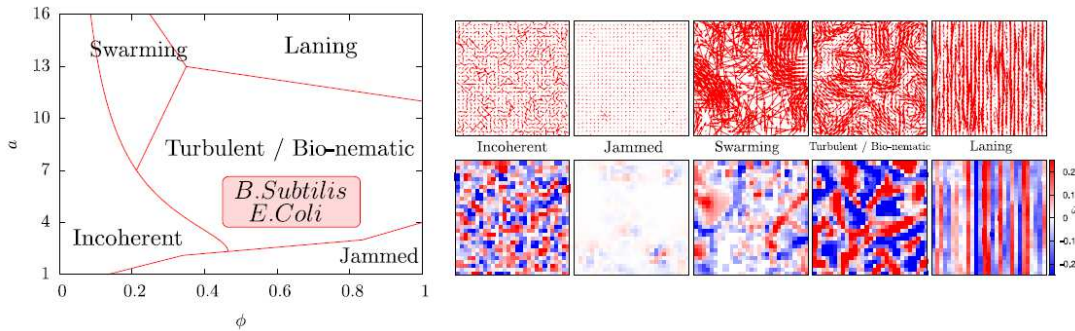 16
13
10
7
4
1
a
0
0.2
0.4
0.6
0.8
1
ϕ
Swarming
Laning
Turbulent / Bio-nematic
B.Subtilis
E.Coli
Incoherent
Jammed
Incoherent
Jammed
Swarming
Turbulent / Bio-nematic
Laning
0.2
0.1
0
-0.1
-0.2